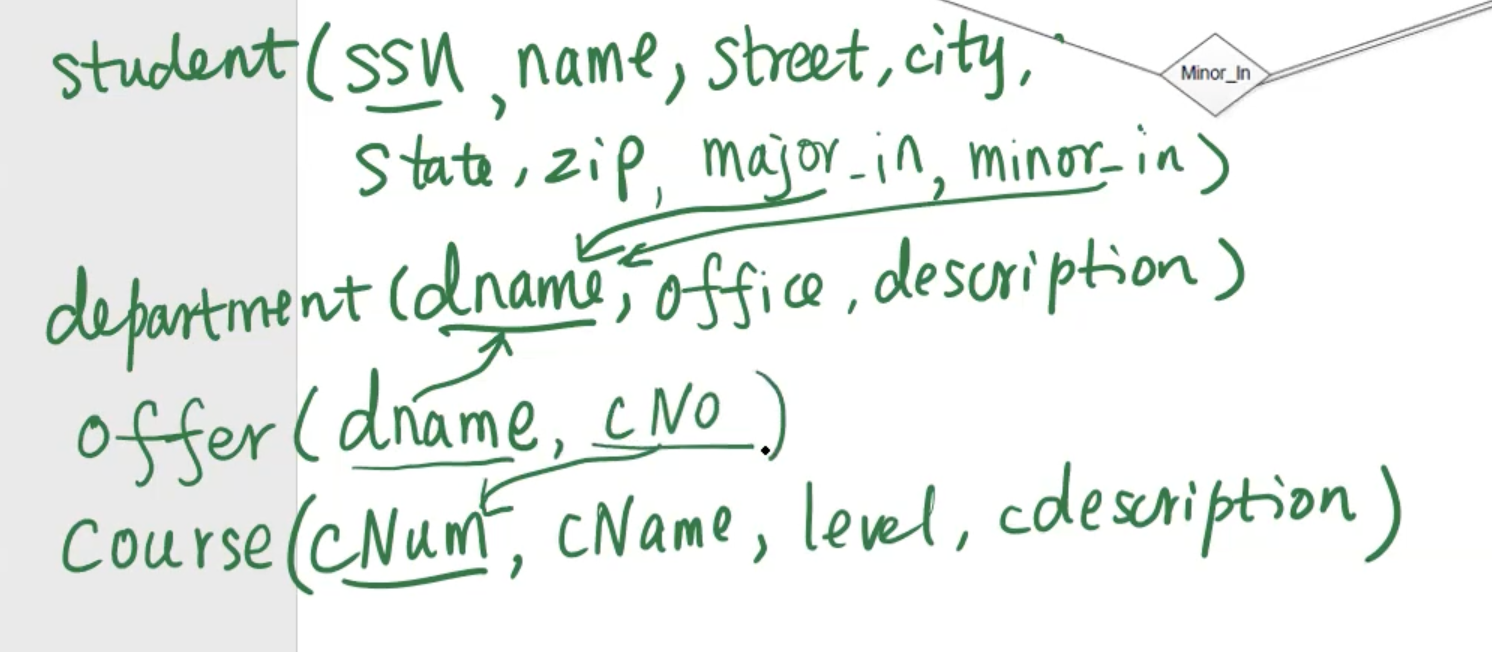 student(ssn, name, street, city,
Minor_In
state, zip, major_in, minor_in)
department(dname, office, description)
offer(dname, cNO)
Course(cNum, cName, level, cdescription)